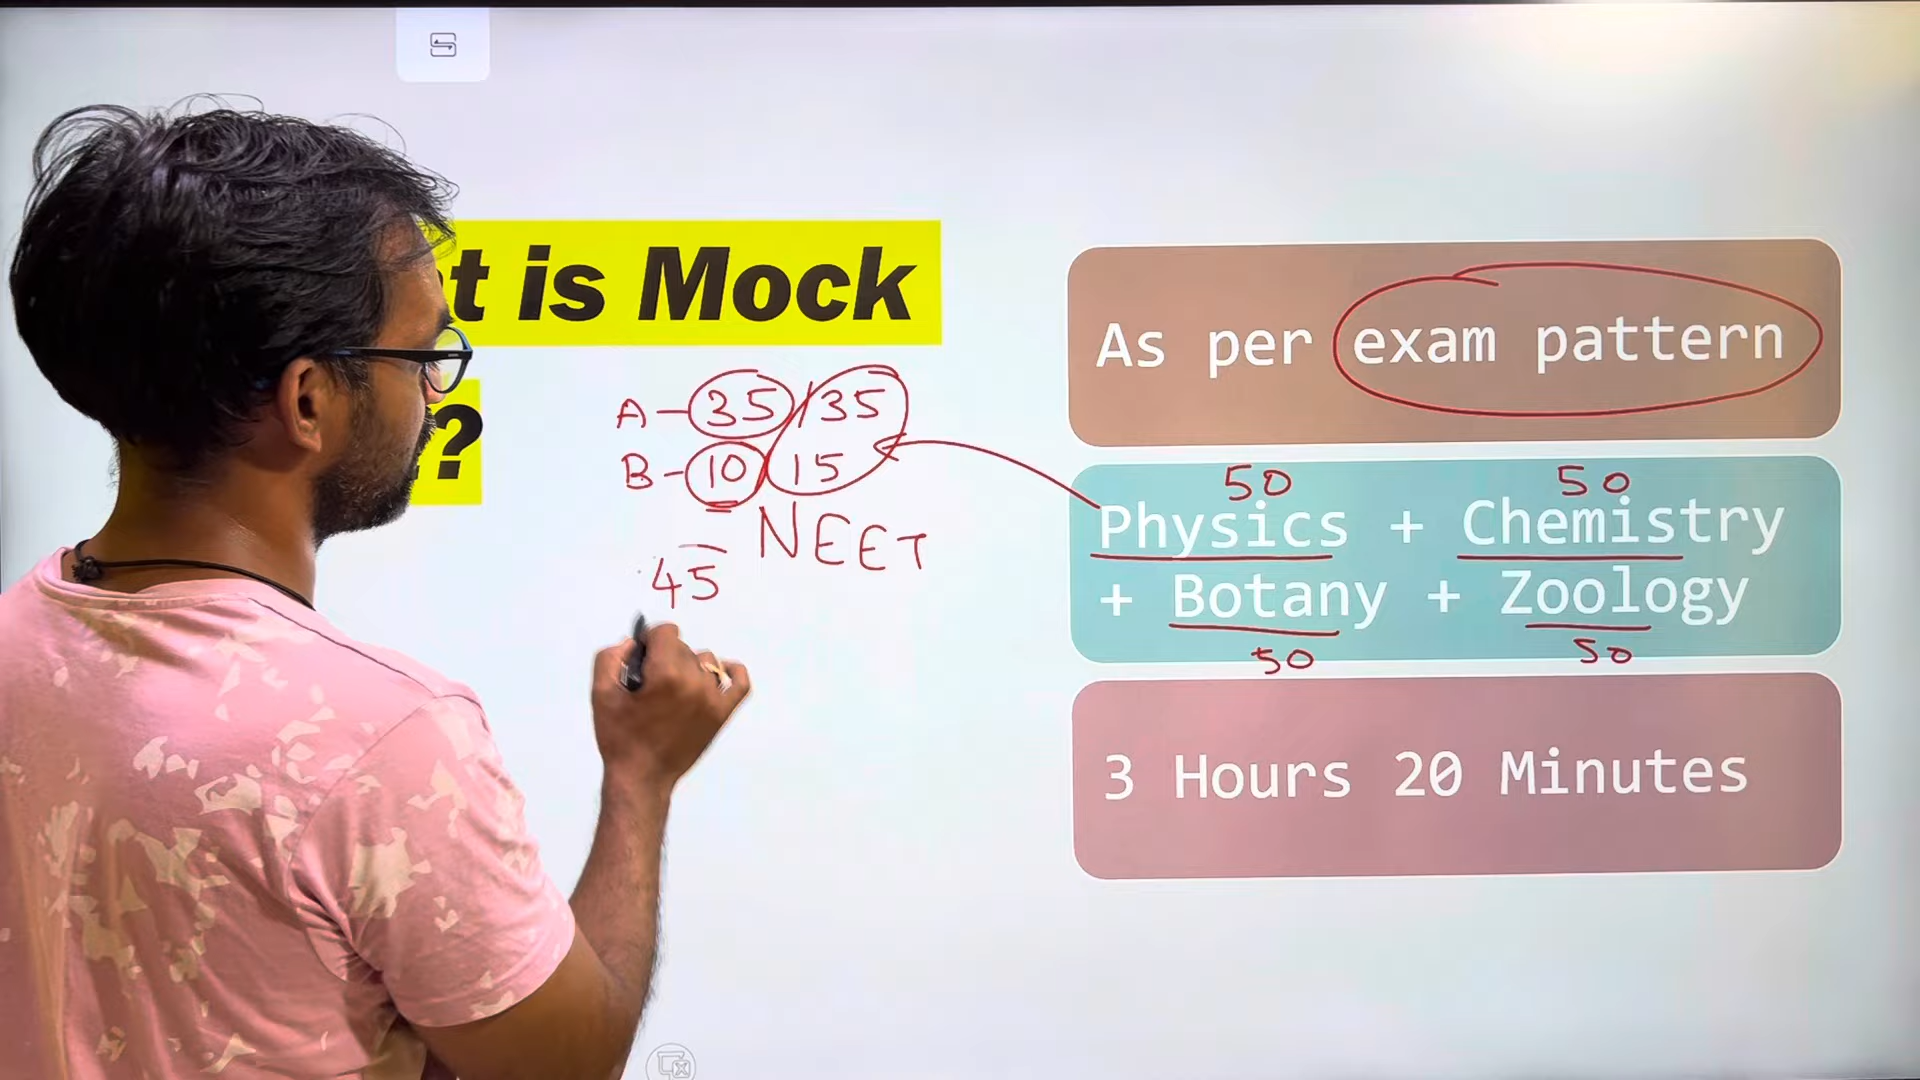 t is Mock
?
A-35/35
B-10/15
NEET
45
As per exam pattern
50 50
Physics + Chemistry
+ Botany + Zoology
50 50
3 Hours 20 Minutes